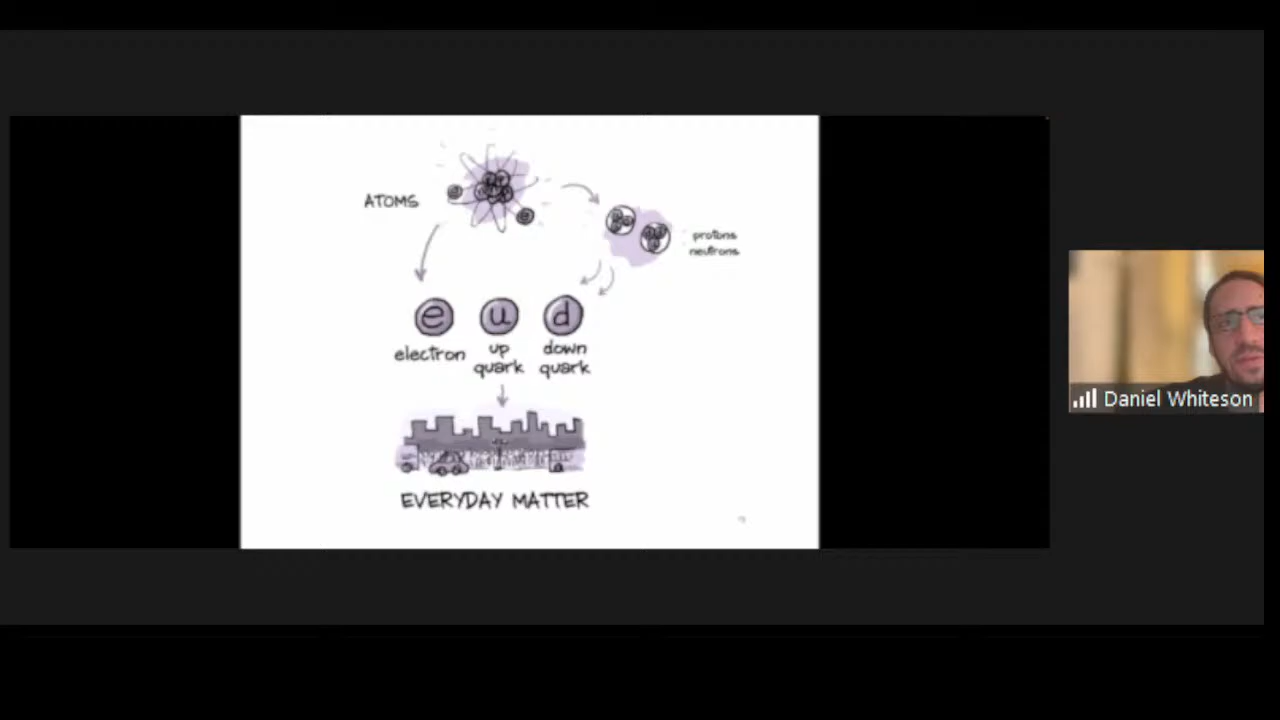 ATOMS
e
e
protons
neutrons
e
u
d
electron
up
quark
down
quark
EVERYDAY MATTER
Daniel Whiteson